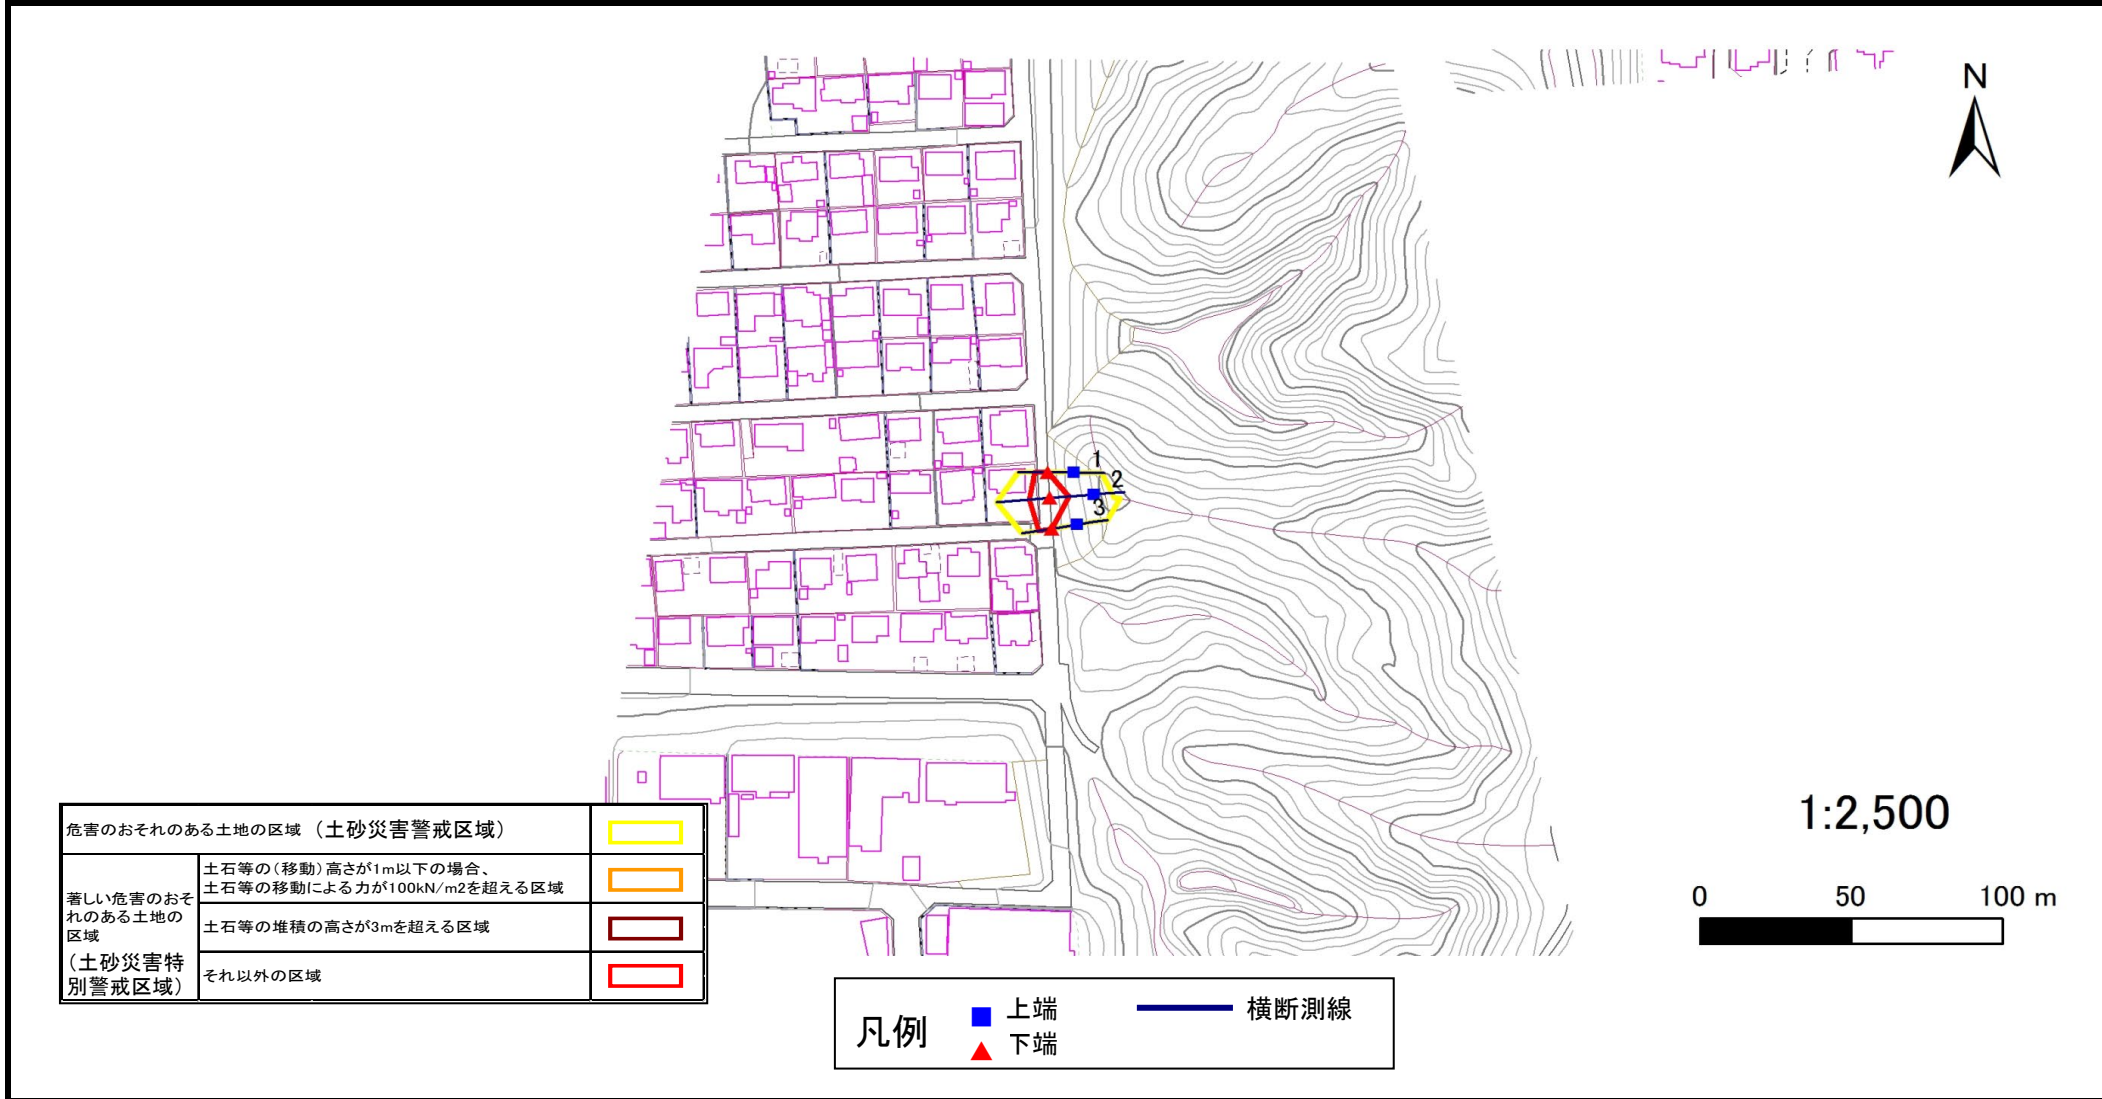 N
1
2
3
1:2,500
0 50 100 m
危害のおそれのある土地の区域 (土砂災害警戒区域)
著しい危害のおそ
れのある土地の
区域
(土砂災害特
別警戒区域)
土石等の(移動)高さが1m以下の場合、
土石等の移動による力が100kN/m2を超える区域
土石等の堆積の高さが3mを超える区域
それ以外の区域
凡例
上端
下端
横断測線